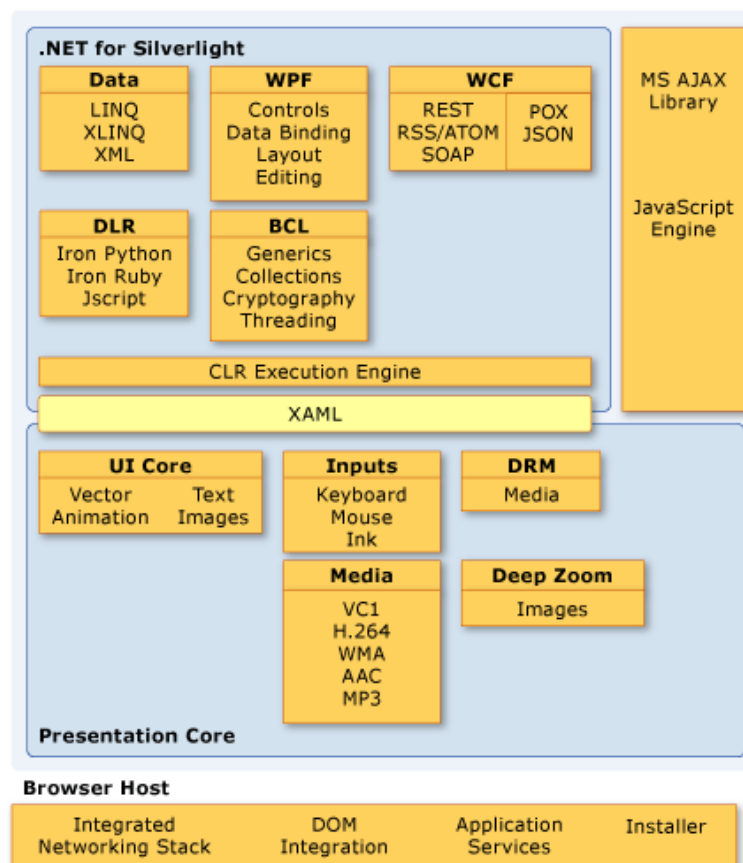 .NET for Silverlight
Data
LINQ
XLINQ
XML
WPF
Controls
Data Binding
Layout
Editing
WCF
REST
RSS/ATOM
SOAP
POX
JSON
MS AJAX
Library
JavaScript
Engine
DLR
Iron Python
Iron Ruby
Jscript
BCL
Generics
Collections
Cryptography
Threading
CLR Execution Engine
XAML
UI Core
Vector
Animation
Text
Images
Inputs
Keyboard
Mouse
Ink
DRM
Media
Media
VC1
H.264
WMA
AAC
MP3
Deep Zoom
Images
Presentation Core
Browser Host
Integrated
Networking Stack
DOM
Integration
Application
Services
Installer